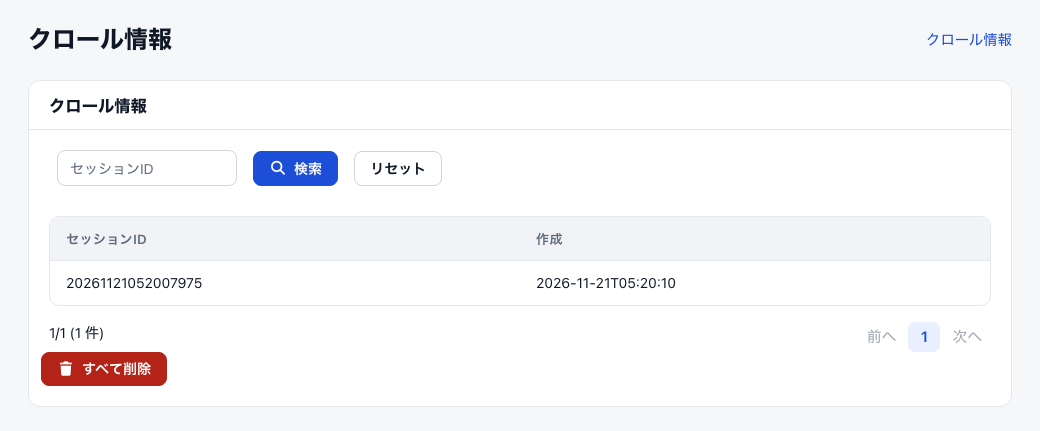 クロール情報
クロール情報
クロール情報
セッションID
検索
リセット
セッションID 作成
20261121052007975 2026-11-21T05:20:10
1/1 (1 件)
前へ 1 次へ
すべて削除